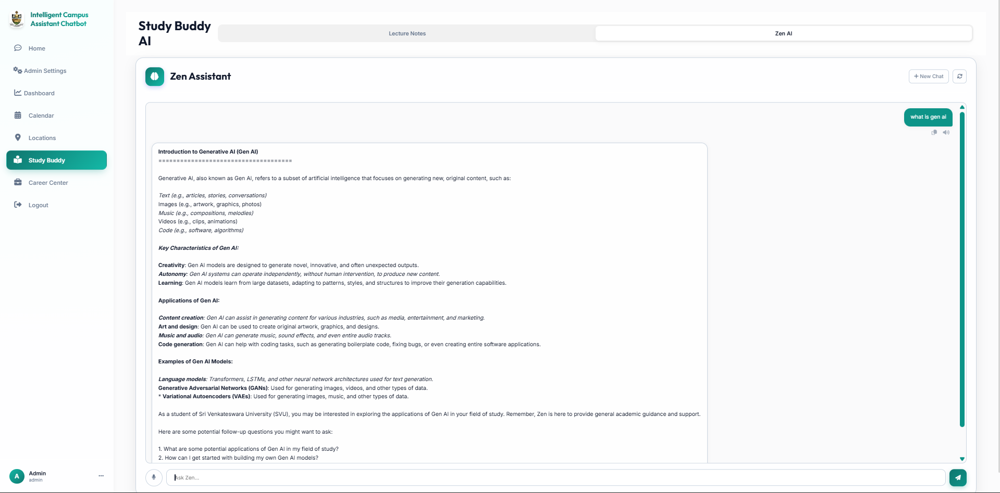 Intelligent Campus
Assistant Chatbot
Home
Admin Settings
Dashboard
Calendar
Locations
Study Buddy
Career Center
Logout
Admin
admin
A
...
Study Buddy
AI
Lecture Notes
Zen AI
Zen Assistant
+ New Chat
what is gen ai
Introduction to Generative AI (Gen AI)
=====================================
Generative AI, also known as Gen AI, refers to a subset of artificial intelligence that focuses on generating new, original content, such as:
Text (e.g., articles, stories, conversations)
Images (e.g., artwork, graphics, photos)
Music (e.g., compositions, melodies)
Videos (e.g., clips, animations)
Code (e.g., software, algorithms)
Key Characteristics of Gen AI:
Creativity: Gen AI models are designed to generate novel, innovative, and often unexpected outputs.
Autonomy: Gen AI systems can operate independently, without human intervention, to produce new content.
Learning: Gen AI models learn from large datasets, adapting to patterns, styles, and structures to improve their generation capabilities.
Applications of Gen AI:
Content creation: Gen AI can assist in generating content for various industries, such as media, entertainment, and marketing.
Art and design: Gen AI can be used to create original artwork, graphics, and designs.
Music and audio: Gen AI can generate music, sound effects, and even entire audio tracks.
Code generation: Gen AI can help with coding tasks, such as generating boilerplate code, fixing bugs, or even creating entire software applications.
Examples of Gen AI Models:
Language models: Transformers, LSTMs, and other neural network architectures used for text generation.
Generative Adversarial Networks (GANs): Used for generating images, videos, and other types of data.
* Variational Autoencoders (VAEs): Used for generating images, music, and other types of data.
As a student of Sri Venkateswara University (SVU), you may be interested in exploring the applications of Gen AI in your field of study. Remember, Zen is here to provide general academic guidance and support.
Here are some potential follow-up questions you might want to ask:
1. What are some potential applications of Gen AI in my field of study?
2. How can I get started with building my own Gen AI models?
Ask Zen...